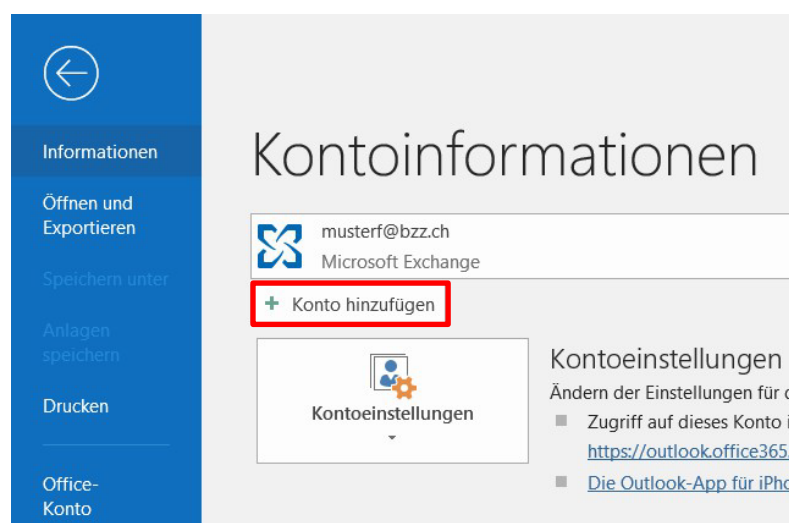 Informationen
Öffnen und
Exportieren
Speichern unter
Anlagen
speichern
Drucken
Office-
Konto
Kontoinformationen
musterf@bzz.ch
Microsoft Exchange
+ Konto hinzufügen
Kontoeinstellungen
Kontoeinstellungen
Ändern der Einstellungen für
Zugriff auf dieses Konto
https://outlook.office365.
Die Outlook-App für